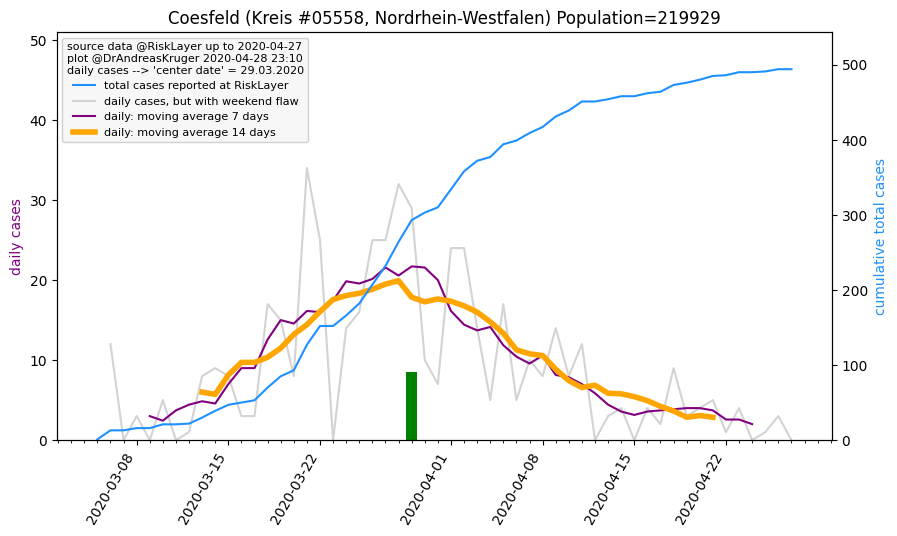 Coesfeld (Kreis #05558, Nordrhein-Westfalen) Population=219929
source data @RiskLayer up to 2020-04-27
plot @DrAndreasKruger 2020-04-28 23:10
daily cases --> 'center date' = 29.03.2020
total cases reported at RiskLayer
daily cases, but with weekend flaw
daily: moving average 7 days
daily: moving average 14 days
daily cases
50
40
30
20
10
0
cumulative total cases
500
400
300
200
100
0
2020-03-08
2020-03-15
2020-03-22
2020-04-01
2020-04-08
2020-04-15
2020-04-22